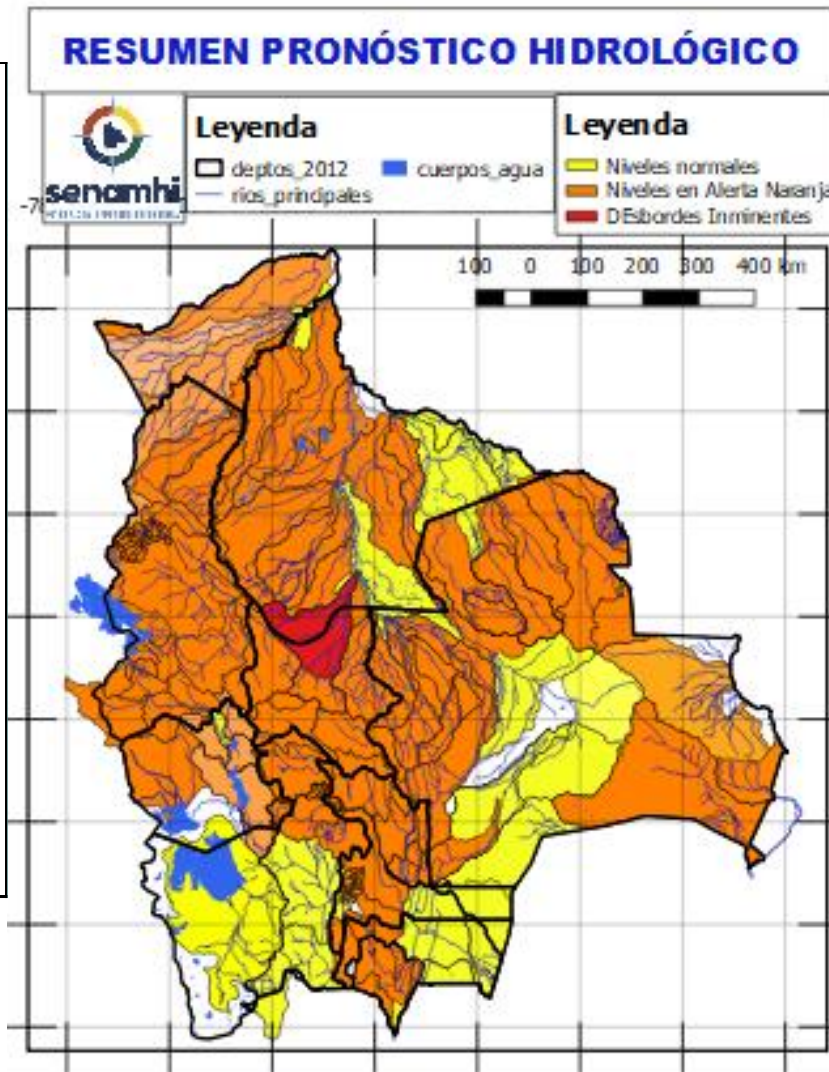 RESUMEN PRONÓSTICO HIDROLÓGICO
senamhi
Leyenda
deptos_2012
cuerpos_agua
rios_principales
Leyenda
Niveles normales
Niveles en Alerta Naranja
DEsbordes Inminentes
100 0 100 200 300 400 km